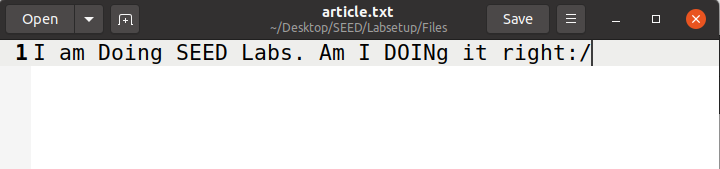 Open
article.txt
~/Desktop/SEED/Labsetup/Files
Save
1 I am Doing SEED Labs. Am I DOINg it right:/